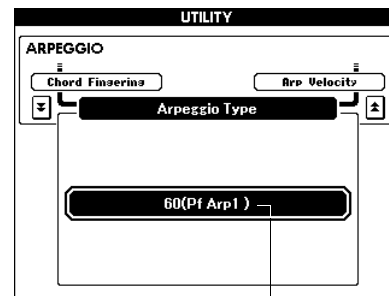 UTILITY
ARPEGGIO
Chord Fingering
Arp Velocity
Arpeggio Type
60(Pf Arp1 )